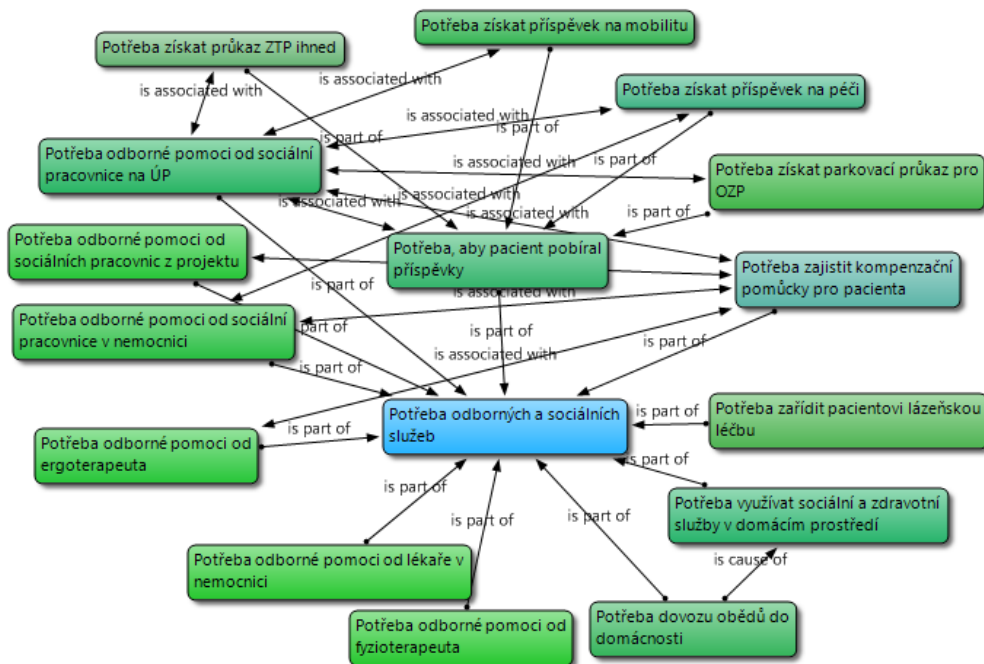 Potřeba získat příspěvek na mobilitu
Potřeba získat průkaz ZTP ihned
is associated with
is associated with
Potřeba získat příspěvek na péči
is associated with
is part of
is part of
Potřeba odborné pomoci od sociální
pracovnice na ÚP
is part of
is associated with
Potřeba získat parkovací průkaz pro
OZP
is associated with
is associated with
is associated with
is part of
Potřeba odborné pomoci od
sociálních pracovnic z projektu
Potřeba, aby pacient pobíral
příspěvky
Potřeba zajistit kompenzační
pomůcky pro pacienta
is part of
is associated with
Potřeba odborné pomoci od sociální
pracovnice v nemocnici
part of
is part of
is part of
is associated with
is part of
Potřeba odborných a sociálních
služeb
is part of
Potřeba zařídit pacientovi lázeňskou
léčbu
Potřeba odborné pomoci od
ergoterapeuta
is part of
is part of
is part of
Potřeba využívat sociální a zdravotní
služby v domácím prostředí
is part of
is part of
is cause of
Potřeba odborné pomoci od lékaře v
nemocnici
Potřeba odborné pomoci od
fyzioterapeuta
Potřeba dovozu obědů do
domácnosti